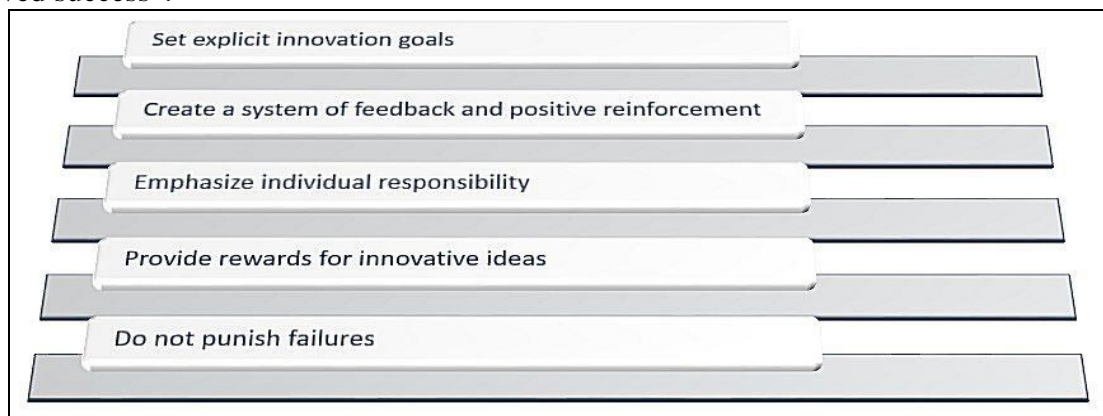 success".
Set explicit innovation goals
Create a system of feedback and positive reinforcement
Emphasize individual responsibility
Provide rewards for innovative ideas
Do not punish failures